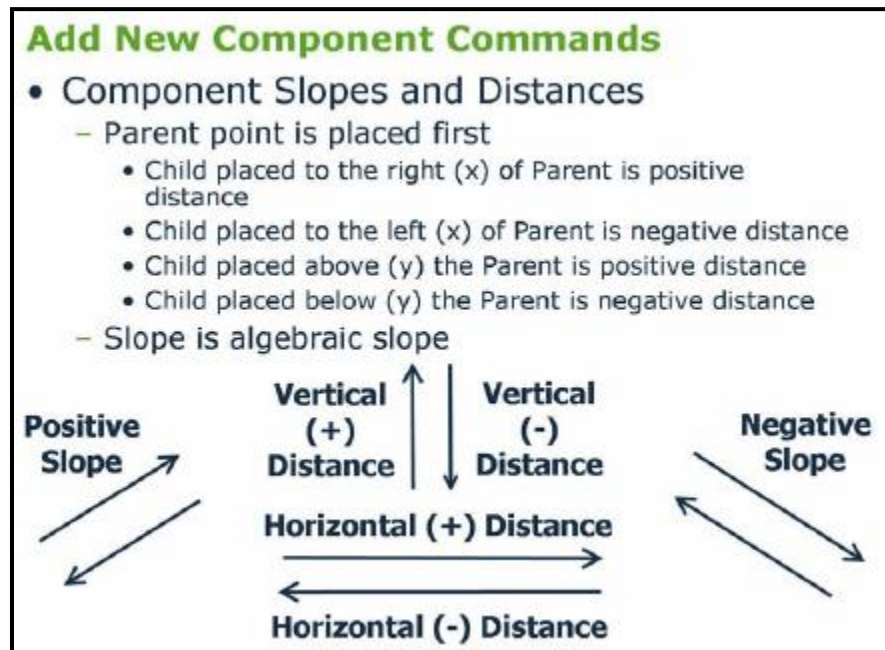 Add New Component Commands
• Component Slopes and Distances
– Parent point is placed first
• Child placed to the right (x) of Parent is positive
distance
• Child placed to the left (x) of Parent is negative distance
• Child placed above (y) the Parent is positive distance
• Child placed below (y) the Parent is negative distance
– Slope is algebraic slope
Positive
Slope
Vertical
(+)
Distance
Vertical
(-)
Distance
Negative
Slope
Horizontal (+) Distance
Horizontal (-) Distance